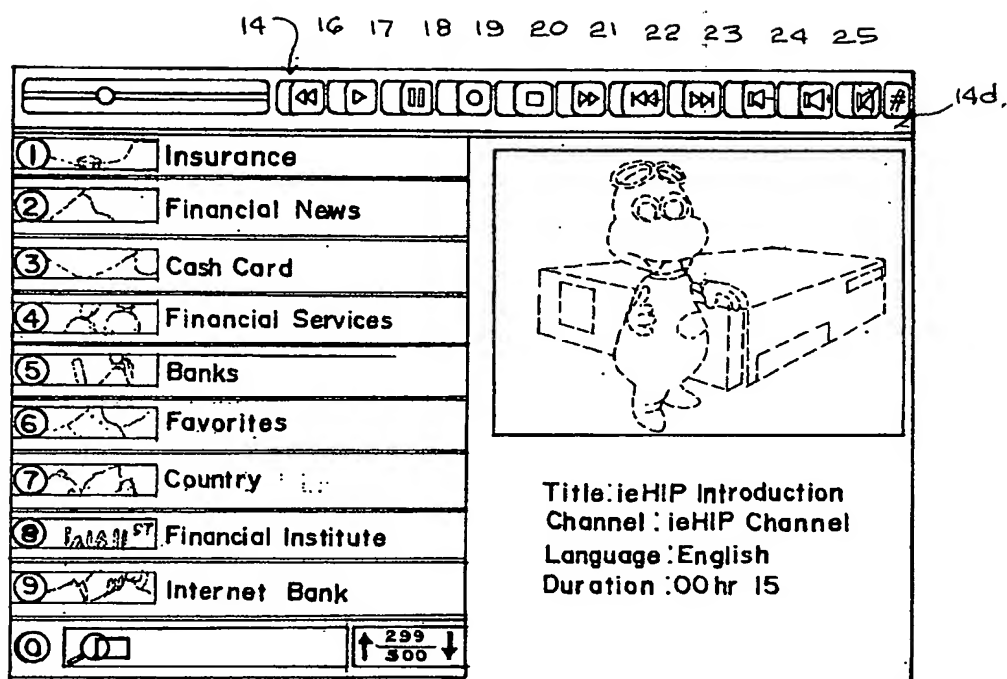 14 16 17 18 19 20 21 22 23 24 25
#
14d.
1 Insurance
2 Financial News
3 Cash Card
4 Financial Services
5 Banks
6 Favorites
7 Country
8 ST Financial Institute
9 Internet Bank
0 299
300
Title:ieHIP Introduction
Channel:ieHIP Channel
Language:English
Duration:00hr 15